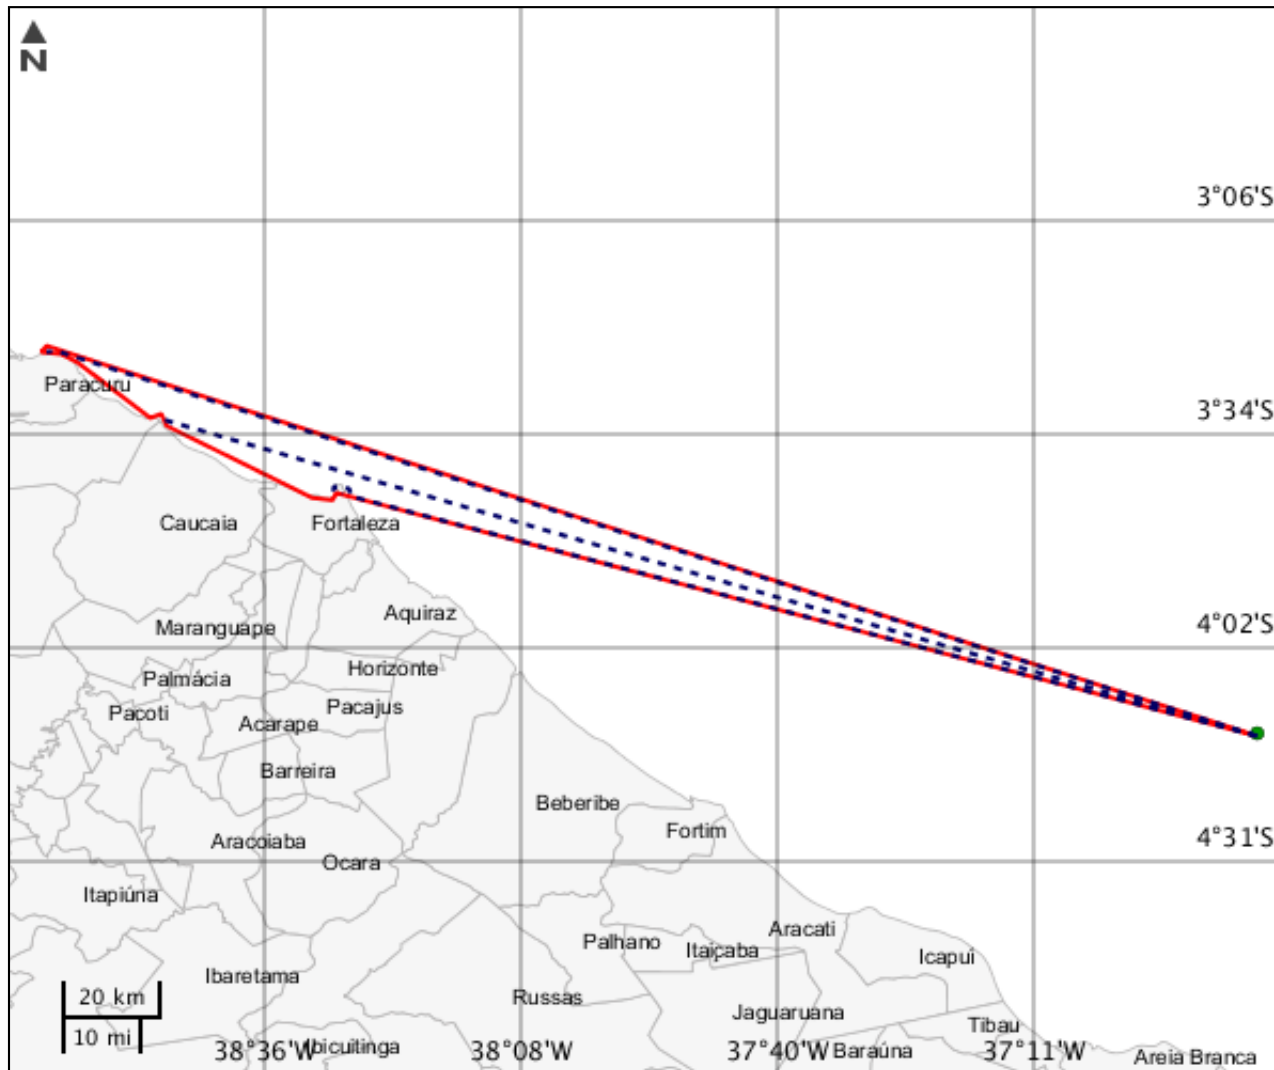 N
3°06'S
Paracuru
3°34'S
Caucaia
Fortaleza
Aquiraz
Maranguape
4°02'S
Horizonte
Palmácia
Pacajus
Pacoti
Acarape
Barreira
Beberibe
Fortim
Aracoiaba
4°31'S
Ocara
Itapiúna
Aracati
Palhano
Itaiçaba
Icapuí
Ibaretama
20 km
Russas
Jaguaruana
Tibau
10 mi
38°36'W
Ibicuitinga
38°08'W
37°40'W
Baraúna
37°11'W
Areia Branca